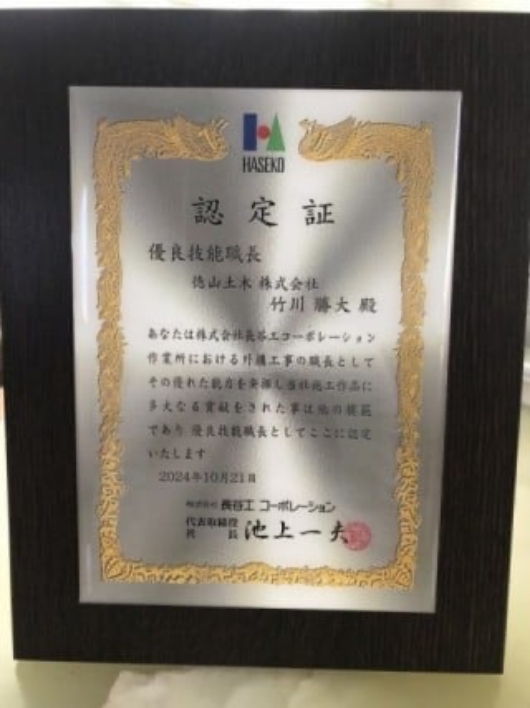 HASEKO
認定証
優良技能職長
徳山土木 株式会社
竹川 勝大 殿
あなたは株式会社長谷工コーポレーション
作業所における外構工事の職長として
その優れた能力を発揮し当社施工作品に
多大なる貢献をされた事は他の模範
であり 優良技能職長としてここに認定
いたします
2024年10月21日
株式会社 長谷工 コーポレーション
代表取締役
社長 池上一夫